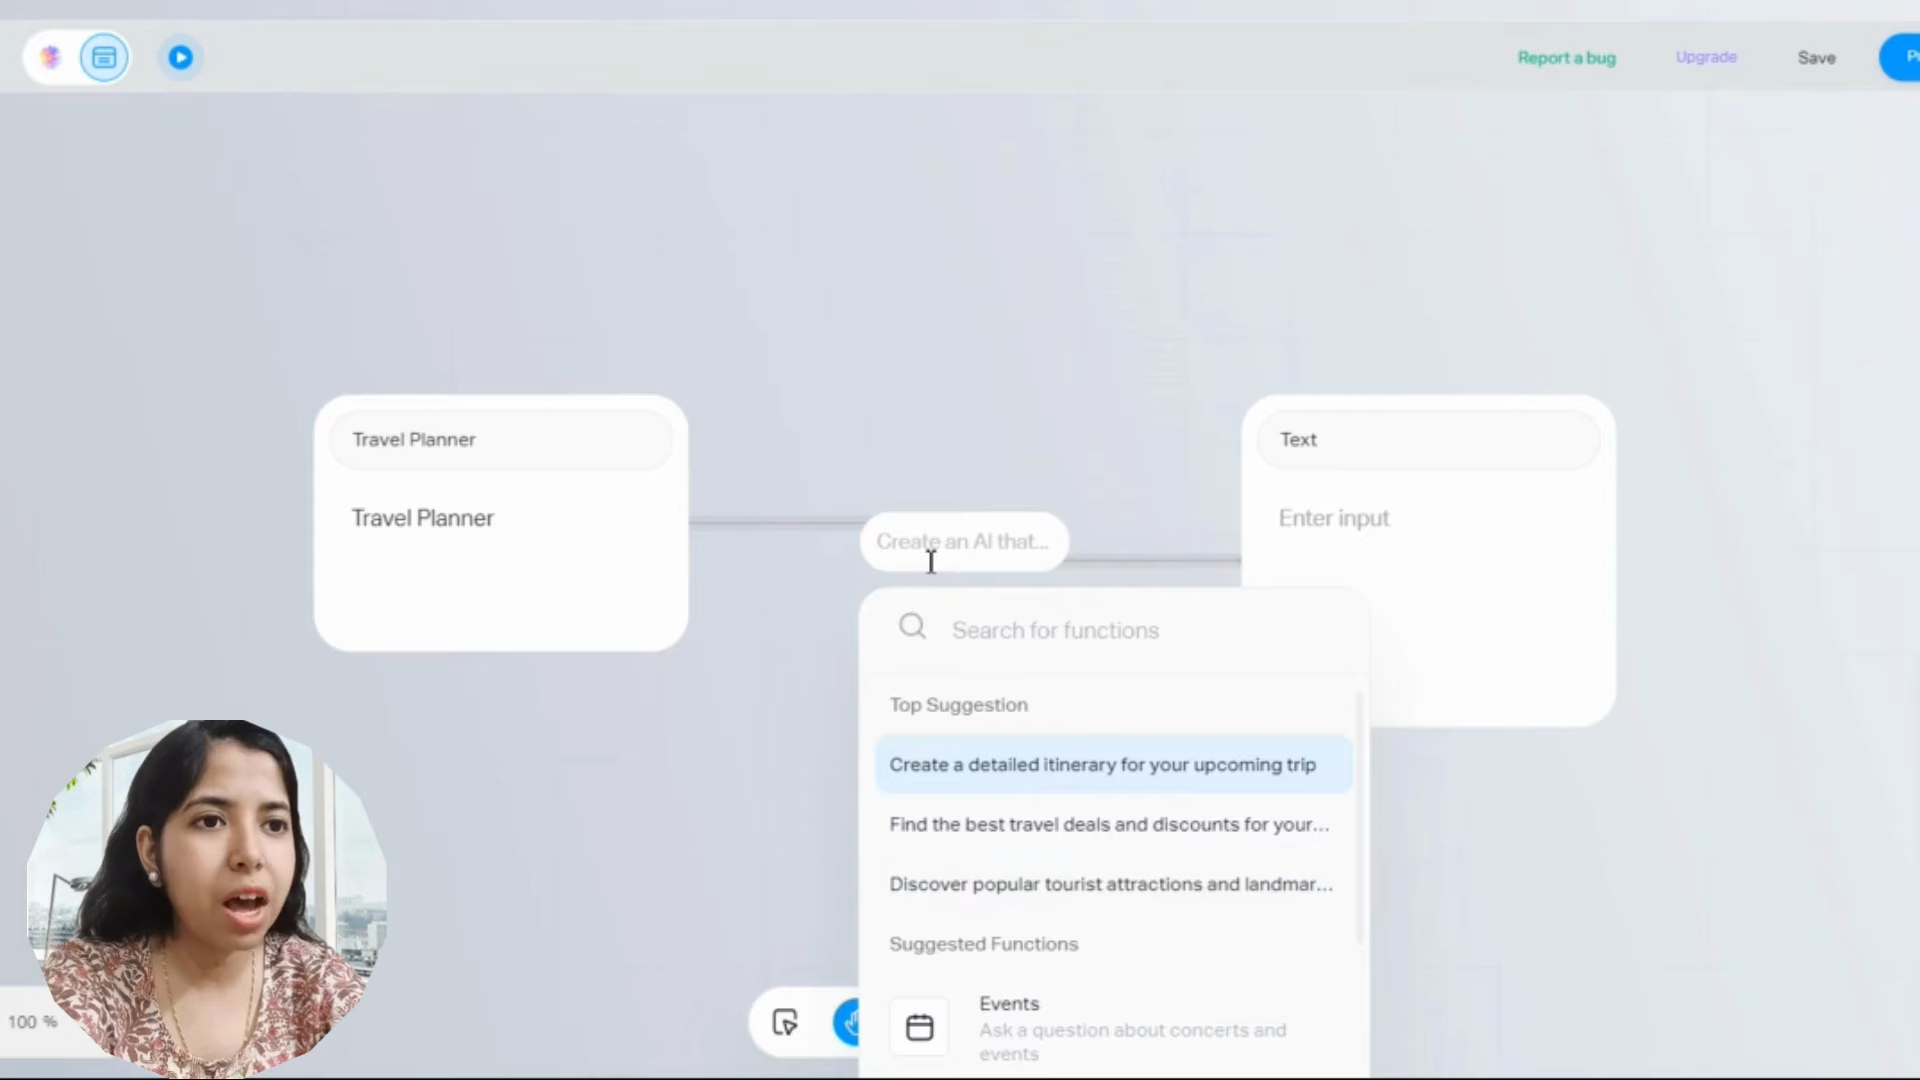 Report a bug
Upgrade
Save
Travel Planner
Travel Planner
Text
Enter input
Create an AI that...
Search for functions
Top Suggestion
Create a detailed itinerary for your upcoming trip
Find the best travel deals and discounts for your...
Discover popular tourist attractions and landmar...
Suggested Functions
Events
Ask a question about concerts and
events
100 %